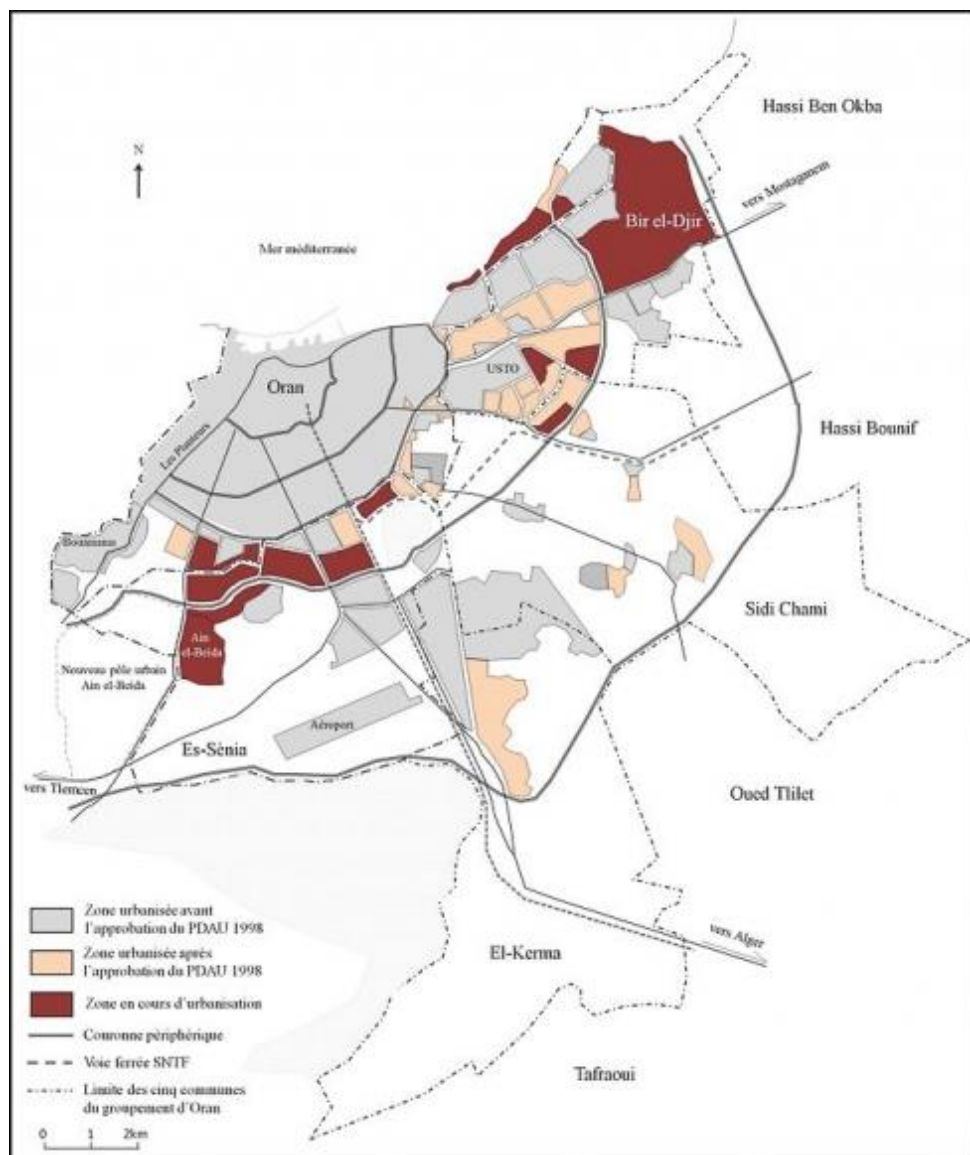 Hassi Ben Okba
N
vers Mostaganem
Bir el-Djir
Mer méditerranée
USTO
Oran
Les Planteurs
Hassi Bounif
Bouamama
Sidi Chami
Ain
el-Beida
Nouveau pôle urbain
Ain el-Beida
Aéroport
Es-Sénia
vers Tlemcen
Oued Tlilet
Zone urbanisée avant
l'approbation du PDAU 1998
Zone urbanisée après
l'approbation du PDAU 1998
Zone en cours d'urbanisation
Couronne périphérique
Voie ferrée SNTF
Limite des cinq communes
du groupement d'Oran
0 1 2km
vers Alger
El-Kerma
Tafraoui